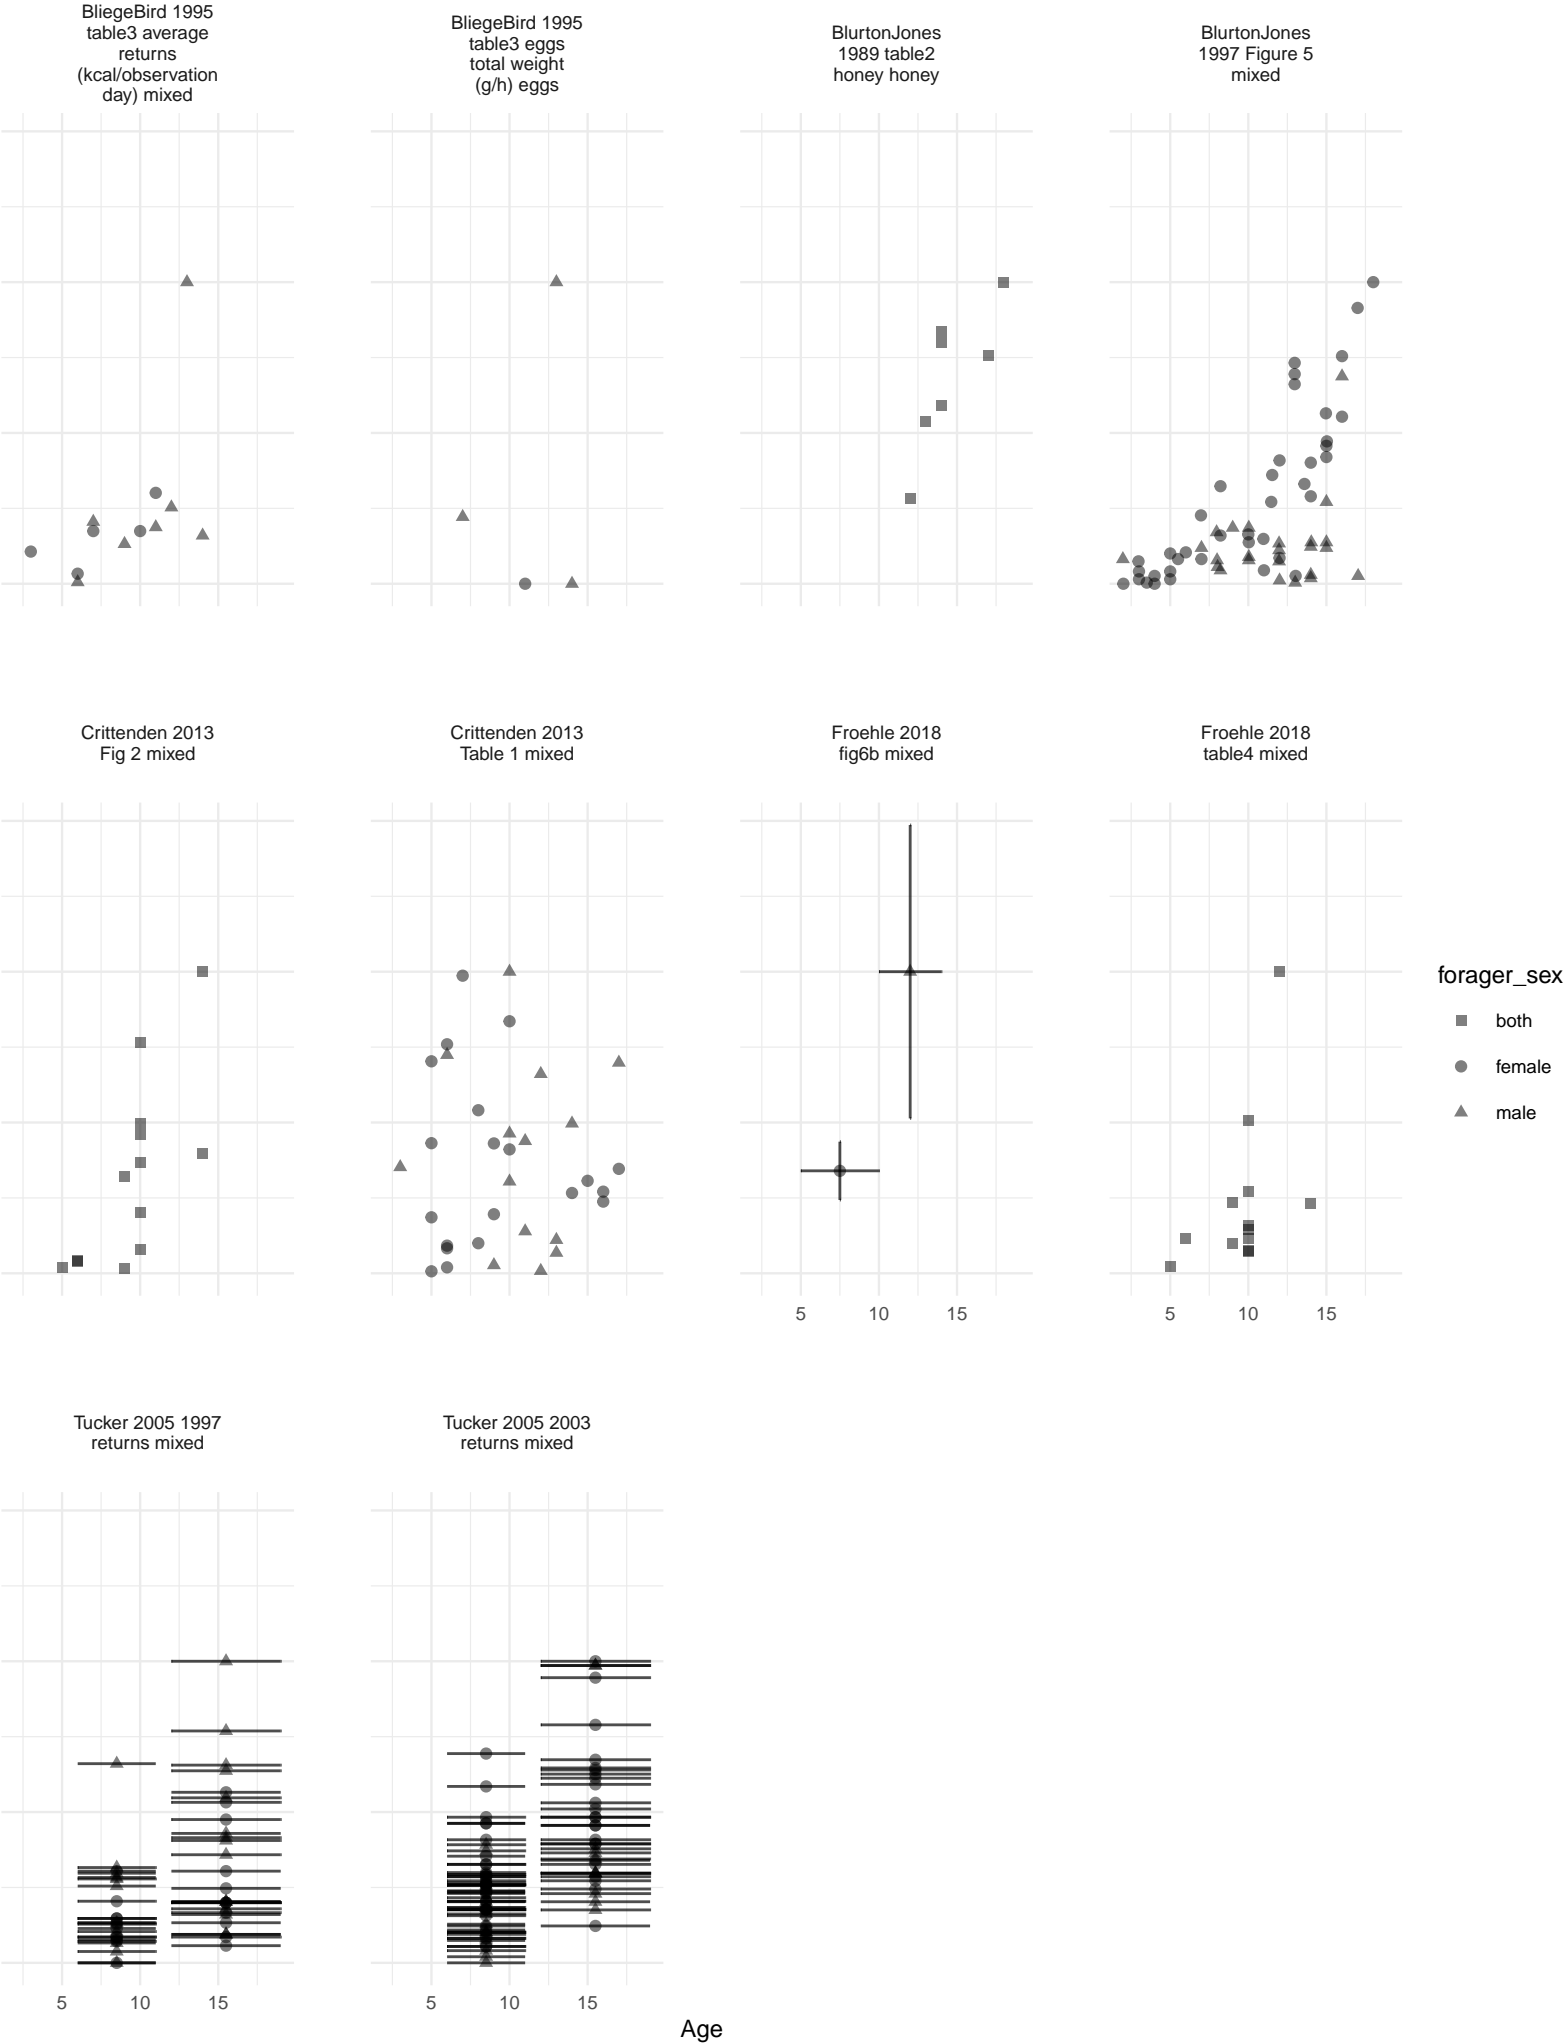 BliegeBird 1995
table3 average
returns
(kcal/observation
day) mixed
BliegeBird 1995
table3 eggs
total weight
(g/h) eggs
BlurtonJones
1989 table2
honey honey
BlurtonJones
1997 Figure 5
mixed
Crittenden 2013
Fig 2 mixed
Crittenden 2013
Table 1 mixed
Froehle 2018
fig6b mixed
Froehle 2018
table4 mixed
5 10 15
5 10 15
forager_sex
both
female
male
Tucker 2005 1997
returns mixed
Tucker 2005 2003
returns mixed
5 10 15
5 10 15
Age